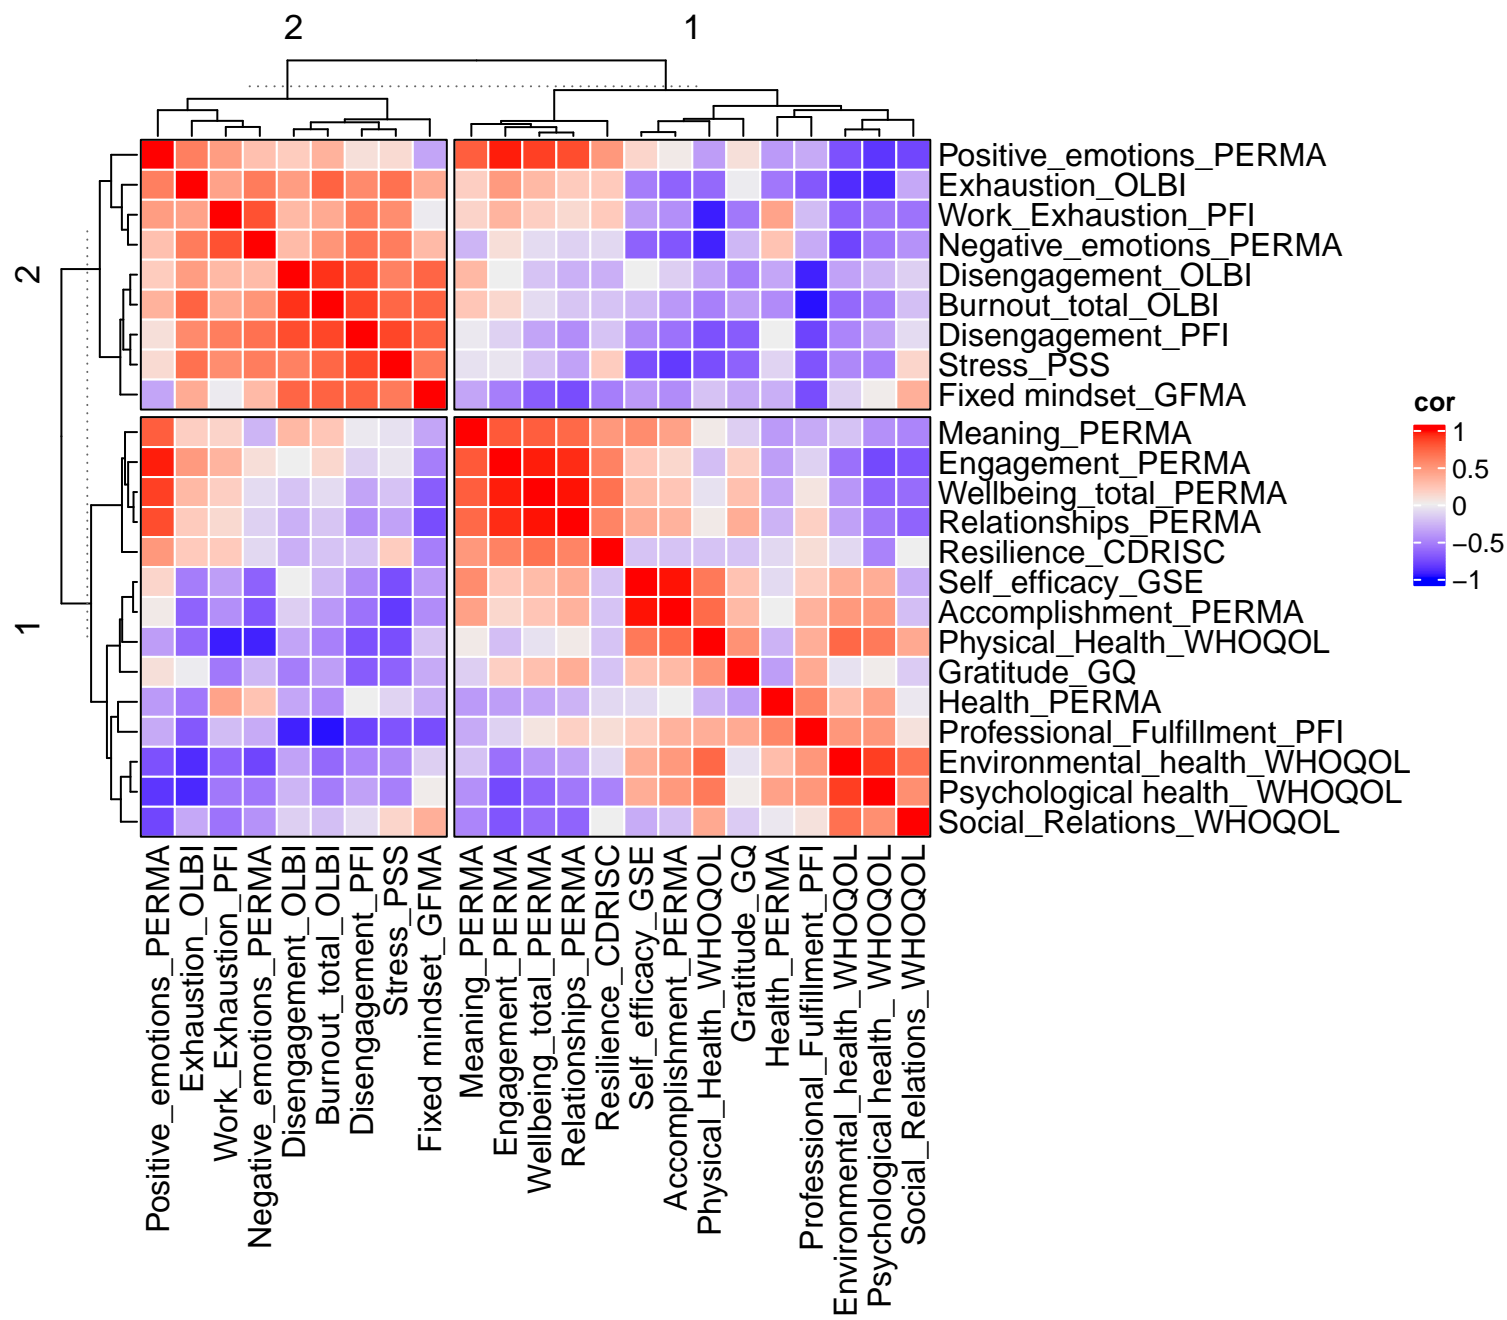 2 1
2
1
Positive_emotions_PERMA
Exhaustion_OLBI
Work_Exhaustion_PFI
Negative_emotions_PERMA
Disengagement_OLBI
Burnout_total_OLBI
Disengagement_PFI
Stress_PSS
Fixed mindset_GFMA
Meaning_PERMA
Engagement_PERMA
Wellbeing_total_PERMA
Relationships_PERMA
Resilience_CDRISC
Self_efficacy_GSE
Accomplishment_PERMA
Physical_Health_WHOQOL
Gratitude_GQ
Health_PERMA
Professional_Fulfillment_PFI
Environmental_health_WHOQOL
Psychological health_ WHOQOL
Social_Relations_WHOQOL
cor
1
0.5
0
−0.5
−1
Positive_emotions_PERMA
Exhaustion_OLBI
Work_Exhaustion_PFI
Negative_emotions_PERMA
Disengagement_OLBI
Burnout_total_OLBI
Disengagement_PFI
Stress_PSS
Fixed mindset_GFMA
Meaning_PERMA
Engagement_PERMA
Wellbeing_total_PERMA
Relationships_PERMA
Resilience_CDRISC
Self_efficacy_GSE
Accomplishment_PERMA
Physical_Health_WHOQOL
Gratitude_GQ
Health_PERMA
Professional_Fulfillment_PFI
Environmental_health_WHOQOL
Psychological health_ WHOQOL
Social_Relations_WHOQOL